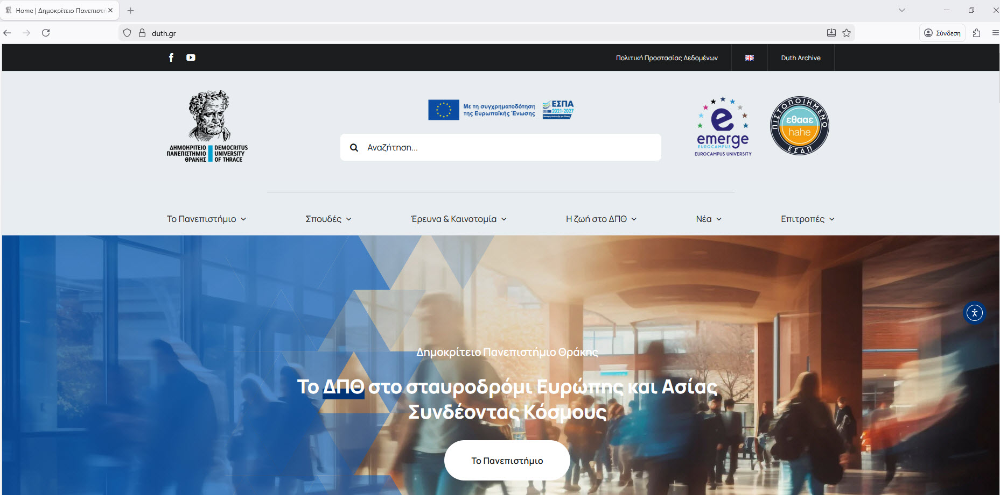 Home | Δημοκρίτειο Πανεπιστή
duth.gr
Σύνδεση
Πολιτική Προστασίας Δεδομένων
Duth Archive
ΔΗΜΟΚΡΙΤΕΙΟ
ΠΑΝΕΠΙΣΤΗΜΙΟ
ΘΡΑΚΗΣ
DEMOCRITUS
UNIVERSITY
OF THRACE
Με τη συγχρηματοδότηση
της Ευρωπαϊκής Ένωσης
ΕΣΠΑ
2021-2027
Αναζήτηση...
e
emerge
EUROCAMPUS
EUROCAMPUS UNIVERSITY
ΠΙΣΤΟΠΟΙΗΜΕΝΟ
εθααε
hahe
ΕΣΔΠ
Το Πανεπιστήμιο
Σπουδές
Έρευνα & Καινοτομία
Η ζωή στο ΔΠΘ
Νέα
Επιτροπές
Δημοκρίτειο Πανεπιστήμιο Θράκης
Το ΔΠΘ στο σταυροδρόμι Ευρώπης και Ασίας
Συνδέοντας Κόσμους
Το Πανεπιστήμιο